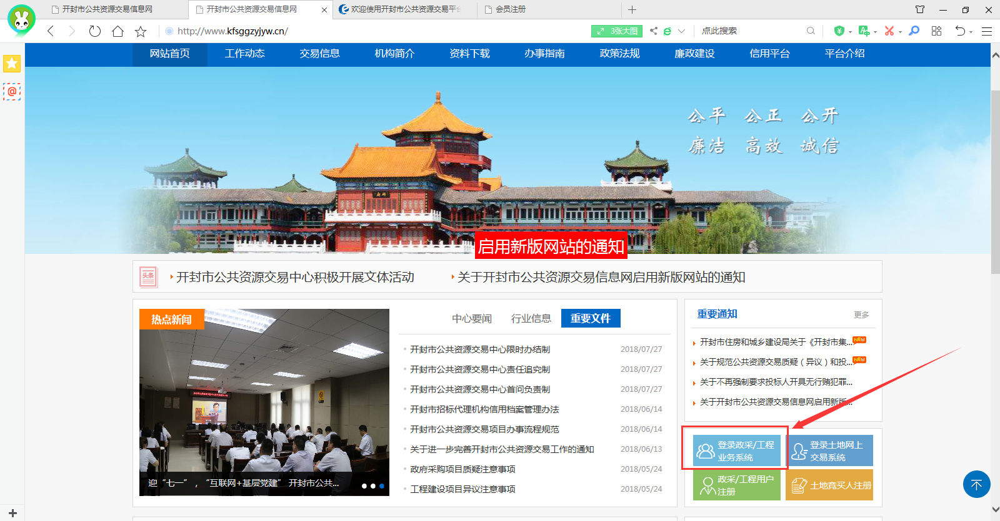 开封市公共资源交易信息网
开封市公共资源交易信息网
欢迎使用开封市公共资源交易平台
会员注册
http://www.kfsggzyjyw.cn/
3张大图
点此搜索
网站首页 工作动态 交易信息 机构简介 资料下载 办事指南 政策法规 廉政建设 信用平台 平台介绍
公平 公正 公开
廉洁 高效 诚信
启用新版网站的通知
头条
开封市公共资源交易中心积极开展文体活动
关于开封市公共资源交易信息网启用新版网站的通知
热点新闻
迎“七一”，“互联网+基层党建” 开封市公共...
中心要闻 行业信息 重要文件
开封市公共资源交易中心限时办结制 2018/07/27
开封市公共资源交易中心责任追究制 2018/07/27
开封市公共资源交易中心首问负责制 2018/07/27
开封市招标代理机构信用档案管理办法 2018/06/14
开封市公共资源交易项目办事流程规范 2018/06/14
关于进一步完善开封市公共资源交易工作的通知 2018/06/13
政府采购项目质疑注意事项 2018/05/24
工程建设项目异议注意事项 2018/05/24
重要通知 更多
开封市住房和城乡建设局关于《开封市集... NEW
关于规范公共资源交易质疑（异议）和投... NEW
关于不再强制要求投标人开具无行贿犯罪...
关于开封市公共资源交易信息网启用新版...
登录政采/工程
业务系统
登录土地网上
交易系统
政采/工程用户
注册
土地竞买人注册